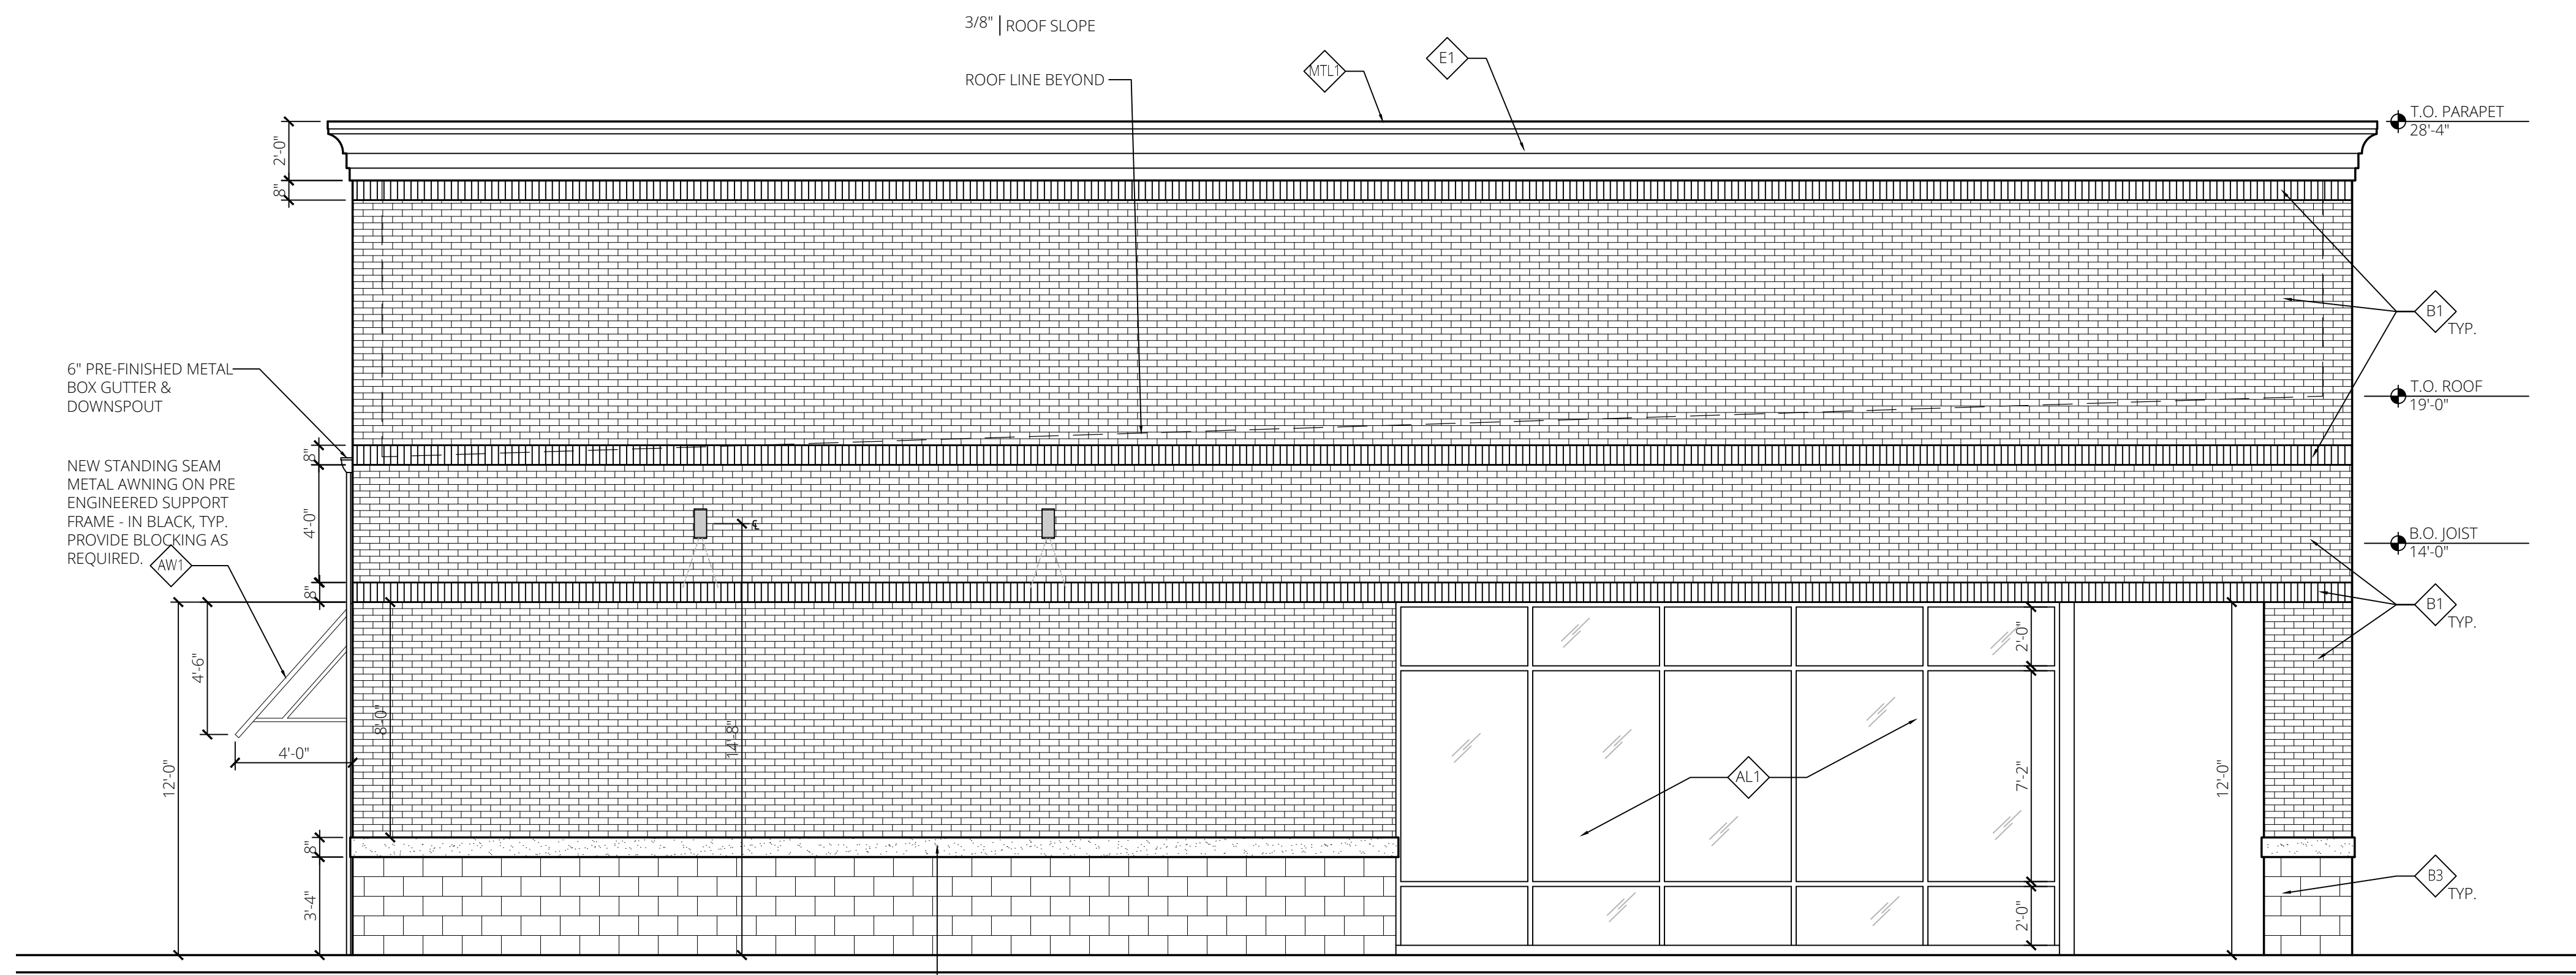 3/8" | ROOF SLOPE
ROOF LINE BEYOND
MTL1
E1
T.O. PARAPET
28'-4"
2'-0"
8"
B1
TYP.
6" PRE-FINISHED METAL
BOX GUTTER &
DOWNSPOUT
T.O. ROOF
19'-0"
8"
NEW STANDING SEAM
METAL AWNING ON PRE
ENGINEERED SUPPORT
FRAME - IN BLACK, TYP.
PROVIDE BLOCKING AS
REQUIRED.
AW1
4'-0"
℄
B.O. JOIST
14'-0"
8"
B1
TYP.
4'-6"
4'-0"
12'-0"
8'-0"
14'-8"
2'-0"
AL1
7'-2"
12'-0"
8"
3'-4"
2'-0"
B3
TYP.